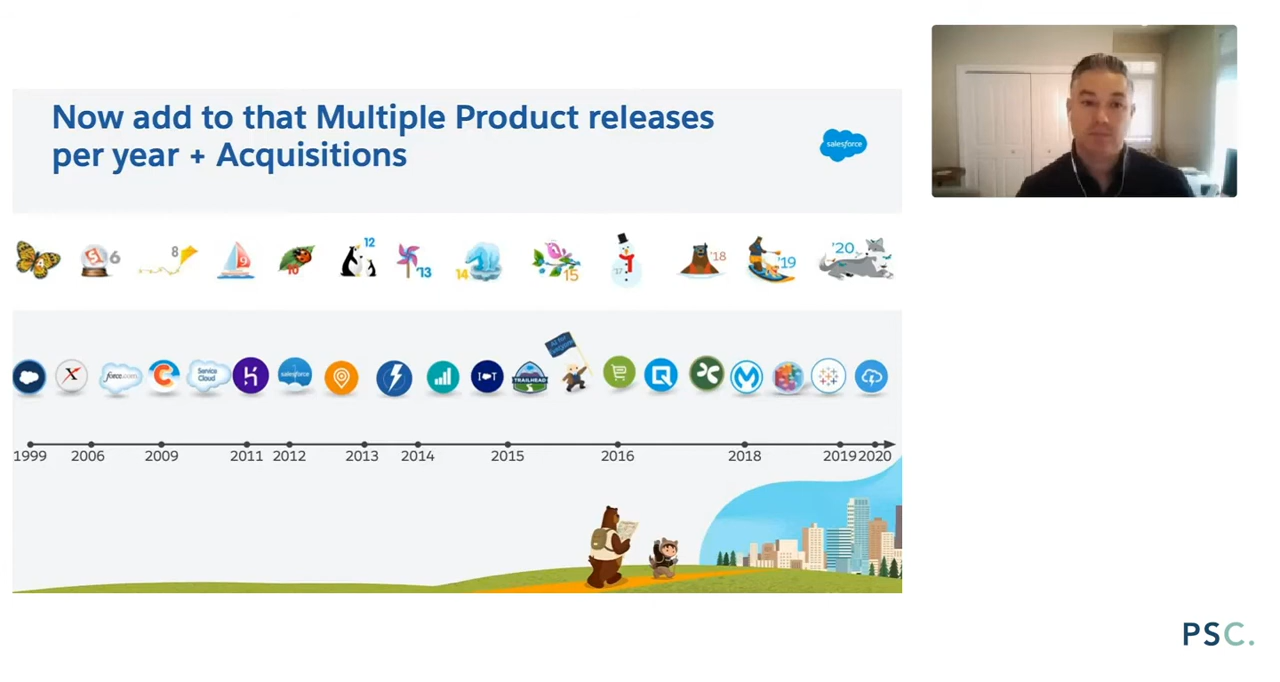 Now add to that Multiple Product releases
per year + Acquisitions
salesforce
6
8
9
10
12
'13
14
15
'17
'18
'19
'20
Service
Cloud
salesforce
TRAILHEAD
AI for
1999 2006 2009 2011 2012 2013 2014 2015 2016 2018 2019 2020
PSC.